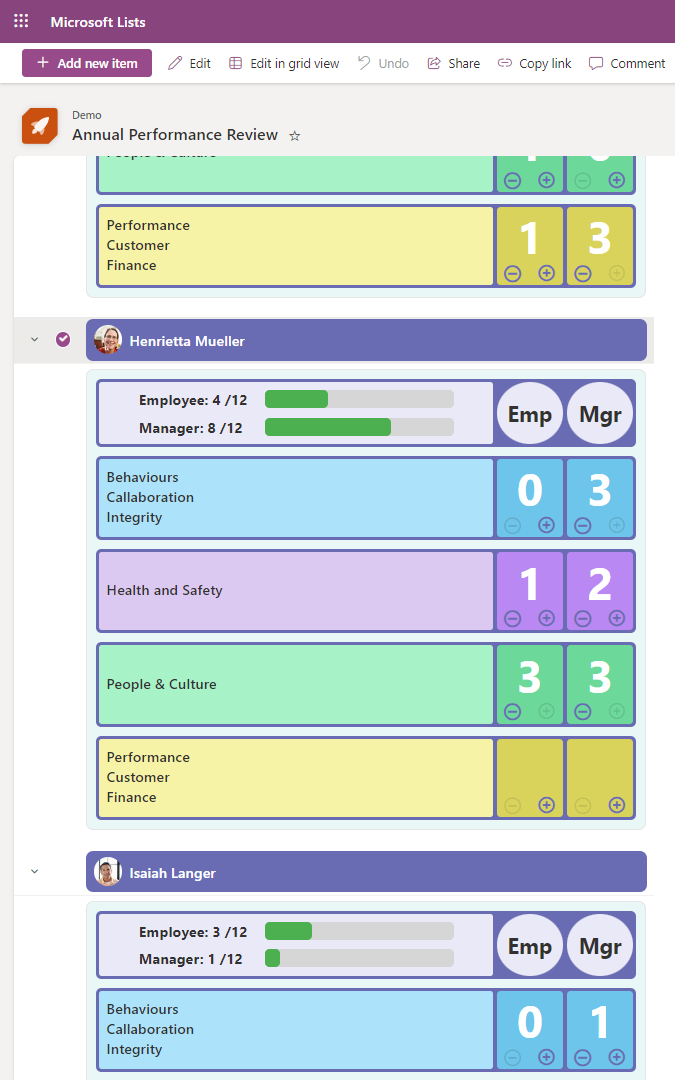 Microsoft Lists
Add new item
Edit
Edit in grid view
Undo
Share
Copy link
Comment
Demo
Annual Performance Review
People & Culture
Performance
Customer
Finance
1
3
Henrietta Mueller
Employee: 4 /12
Manager: 8 /12
Emp
Mgr
Behaviours
Callaboration
Integrity
0
3
Health and Safety
1
2
People & Culture
3
3
Performance
Customer
Finance
Isaiah Langer
Employee: 3 /12
Manager: 1 /12
Emp
Mgr
Behaviours
Callaboration
Integrity
0
1